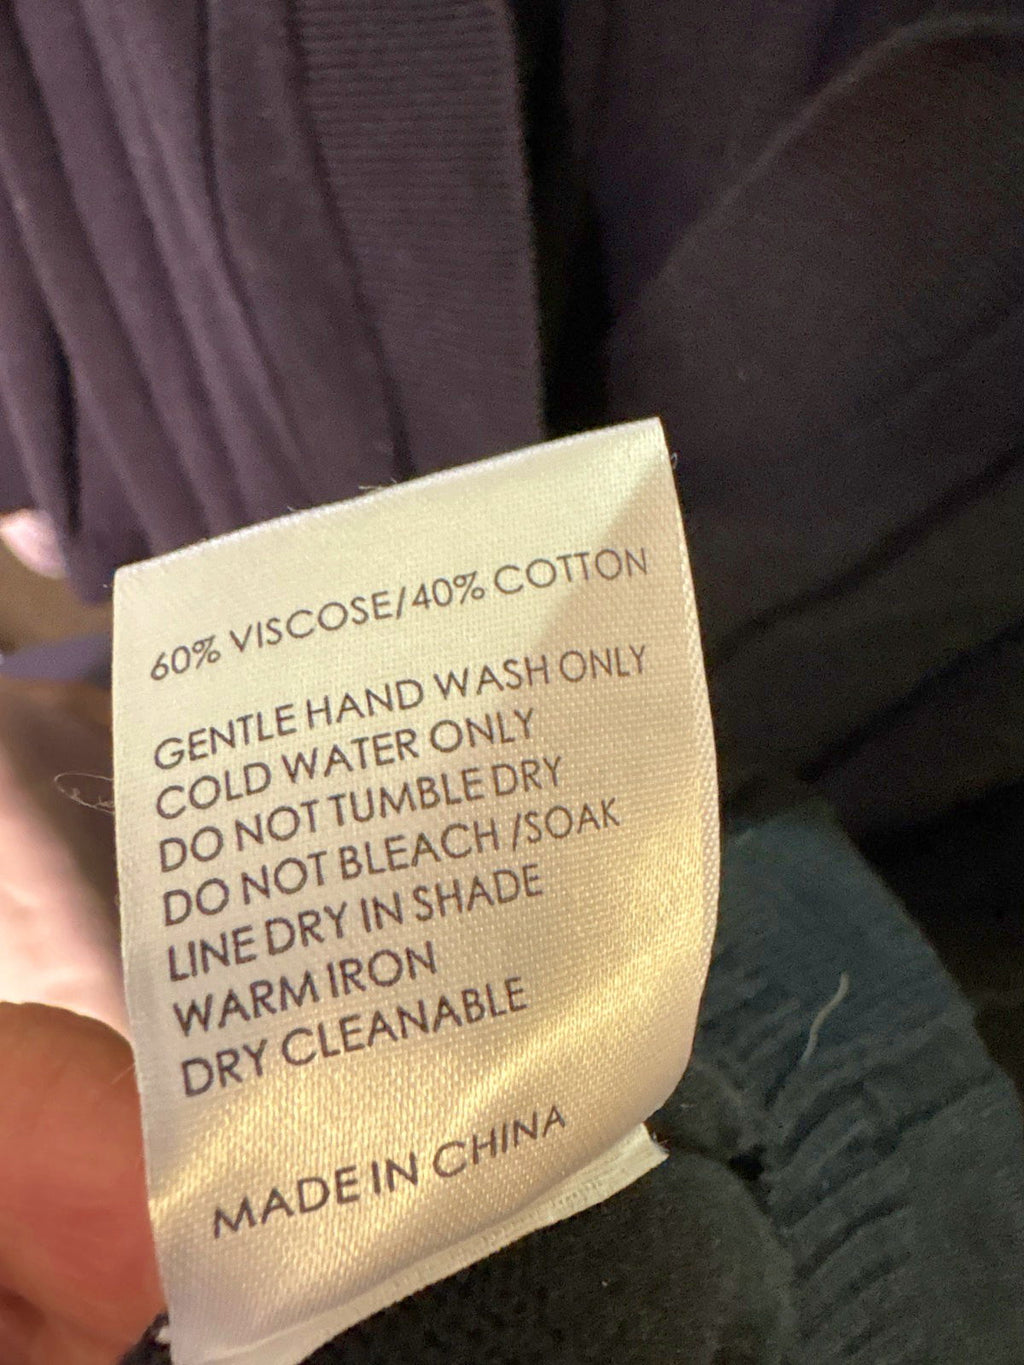 60% VISCOSE/40% COTTON
GENTLE HAND WASH ONLY
COLD WATER ONLY
DO NOT TUMBLE DRY
DO NOT BLEACH /SOAK
LINE DRY IN SHADE
WARM IRON
DRY CLEANABLE
MADE IN CHINA